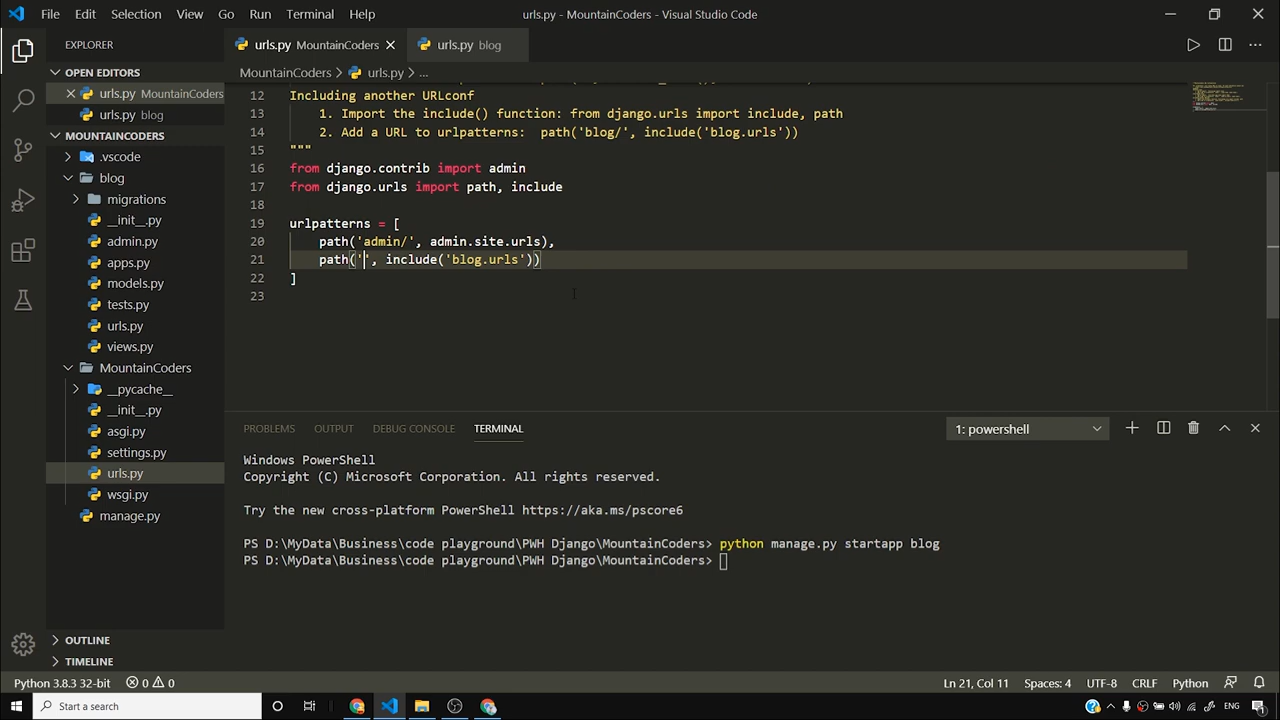 File Edit Selection View Go Run Terminal Help
urls.py - MountainCoders - Visual Studio Code
EXPLORER
OPEN EDITORS
urls.py MountainCoders
urls.py blog
MOUNTAINCODERS
.vscode
blog
migrations
__init__.py
admin.py
apps.py
models.py
tests.py
urls.py
views.py
MountainCoders
__pycache__
__init__.py
asgi.py
settings.py
urls.py
wsgi.py
manage.py
OUTLINE
TIMELINE
urls.py MountainCoders
urls.py blog
MountainCoders > urls.py > ...
12 Including another URLconf
13     1. Import the include() function: from django.urls import include, path
14     2. Add a URL to urlpatterns:  path('blog/', include('blog.urls'))
15 """
16 from django.contrib import admin
17 from django.urls import path, include
18
19 urlpatterns = [
20     path('admin/', admin.site.urls),
21     path('', include('blog.urls'))
22 ]
23
PROBLEMS OUTPUT DEBUG CONSOLE TERMINAL
1: powershell
Windows PowerShell
Copyright (C) Microsoft Corporation. All rights reserved.
Try the new cross-platform PowerShell https://aka.ms/pscore6
PS D:\MyData\Business\code playground\PWH Django\MountainCoders> python manage.py startapp blog
PS D:\MyData\Business\code playground\PWH Django\MountainCoders>
Python 3.8.3 32-bit 0 0
Ln 21, Col 11 Spaces: 4 UTF-8 CRLF Python
Start a search
ENG